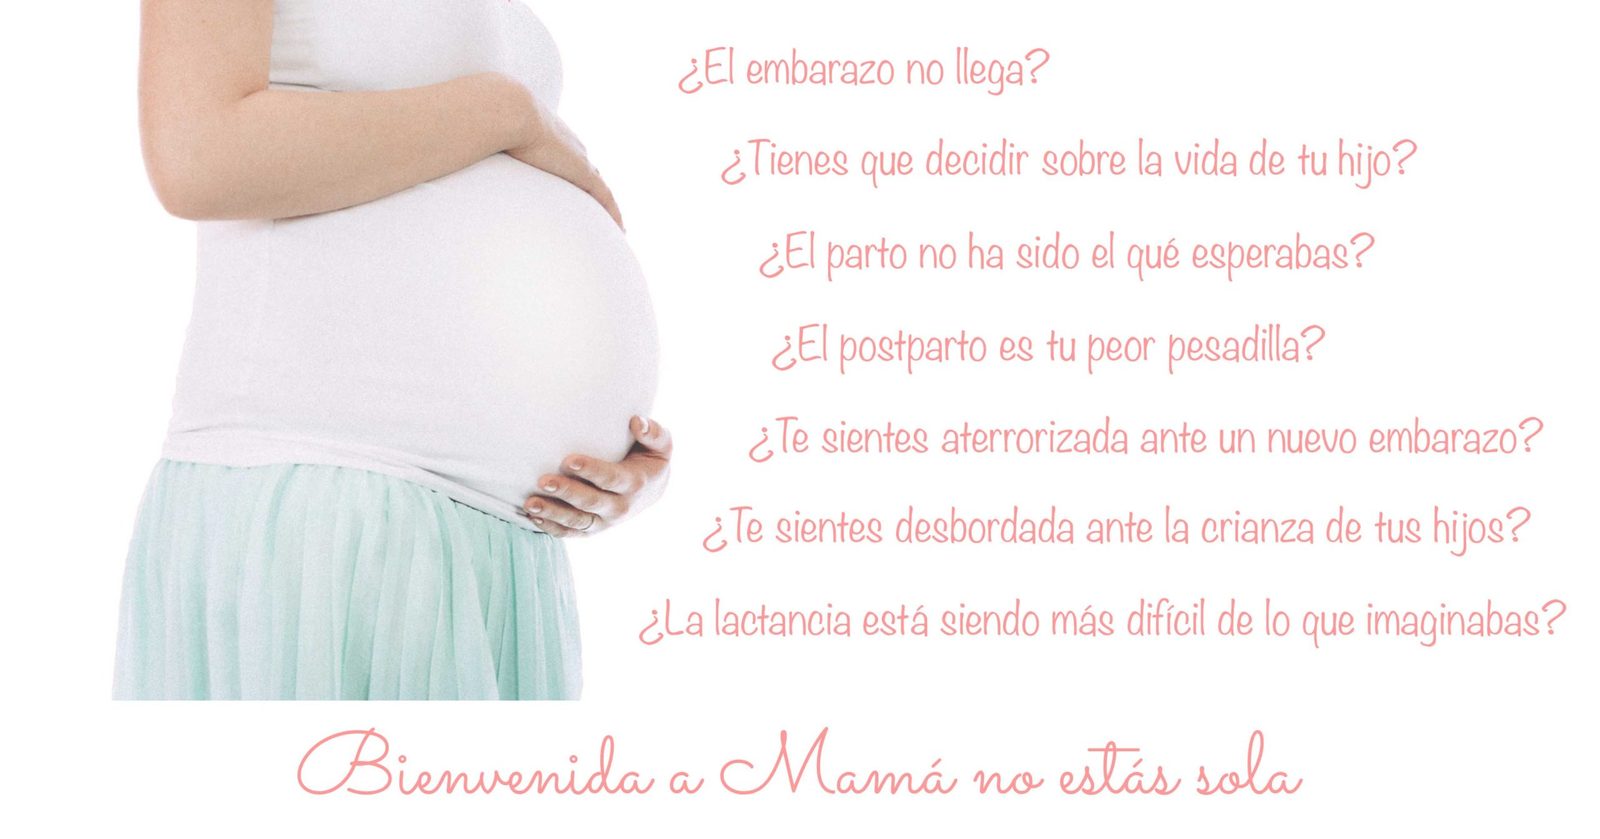 ¿El embarazo no llega?
¿Tienes que decidir sobre la vida de tu hijo?
¿El parto no ha sido el qué esperabas?
¿El postparto es tu peor pesadilla?
¿Te sientes aterrorizada ante un nuevo embarazo?
¿Te sientes desbordada ante la crianza de tus hijos?
¿La lactancia está siendo más difícil de lo que imaginabas?
Bienvenida a Mamá no estás sola